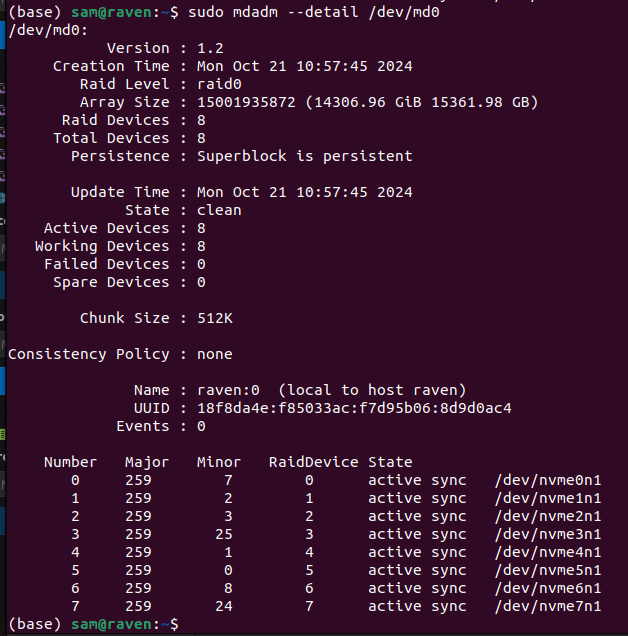 (base) sam@raven:~$ sudo mdadm --detail /dev/md0
/dev/md0:
Version : 1.2
Creation Time : Mon Oct 21 10:57:45 2024
Raid Level : raid0
Array Size : 15001935872 (14306.96 GiB 15361.98 GB)
Raid Devices : 8
Total Devices : 8
Persistence : Superblock is persistent
Update Time : Mon Oct 21 10:57:45 2024
State : clean
Active Devices : 8
Working Devices : 8
Failed Devices : 0
Spare Devices : 0
Chunk Size : 512K
Consistency Policy : none
Name : raven:0 (local to host raven)
UUID : 18f8da4e:f85033ac:f7d95b06:8d9d0ac4
Events : 0
Number Major Minor RaidDevice State
0 259 7 0 active sync /dev/nvme0n1
1 259 2 1 active sync /dev/nvme1n1
2 259 3 2 active sync /dev/nvme2n1
3 259 25 3 active sync /dev/nvme3n1
4 259 1 4 active sync /dev/nvme4n1
5 259 0 5 active sync /dev/nvme5n1
6 259 8 6 active sync /dev/nvme6n1
7 259 24 7 active sync /dev/nvme7n1
(base) sam@raven:~$